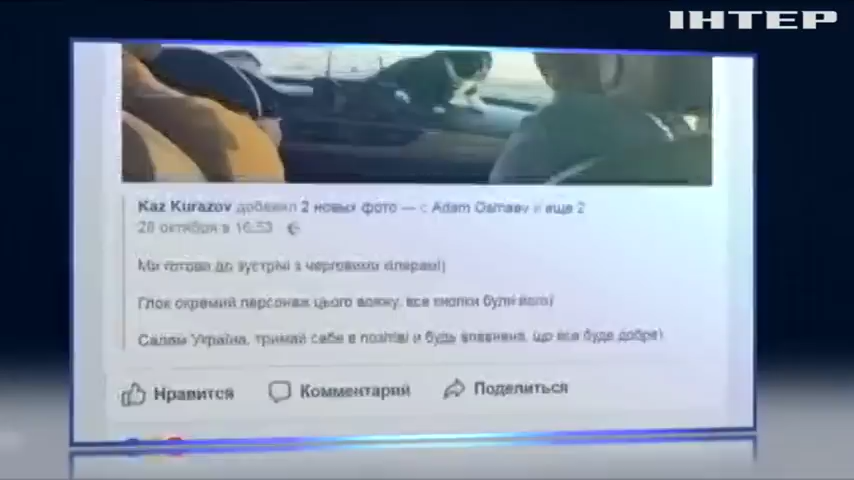 ІНТЕР
Kaz Kurazov добавил 2 новых фото — с Adam Osmaev и еще 2
28 октября в 16:53
Ми готові до зустрічі з черговими кілерами)
Глок окремий персонаж цього вояжу, все кнопки були його)
Салам Україна, тримай себе в позітіві и будь впевнена, що все буде добре)
Нравится Комментарий Поделиться